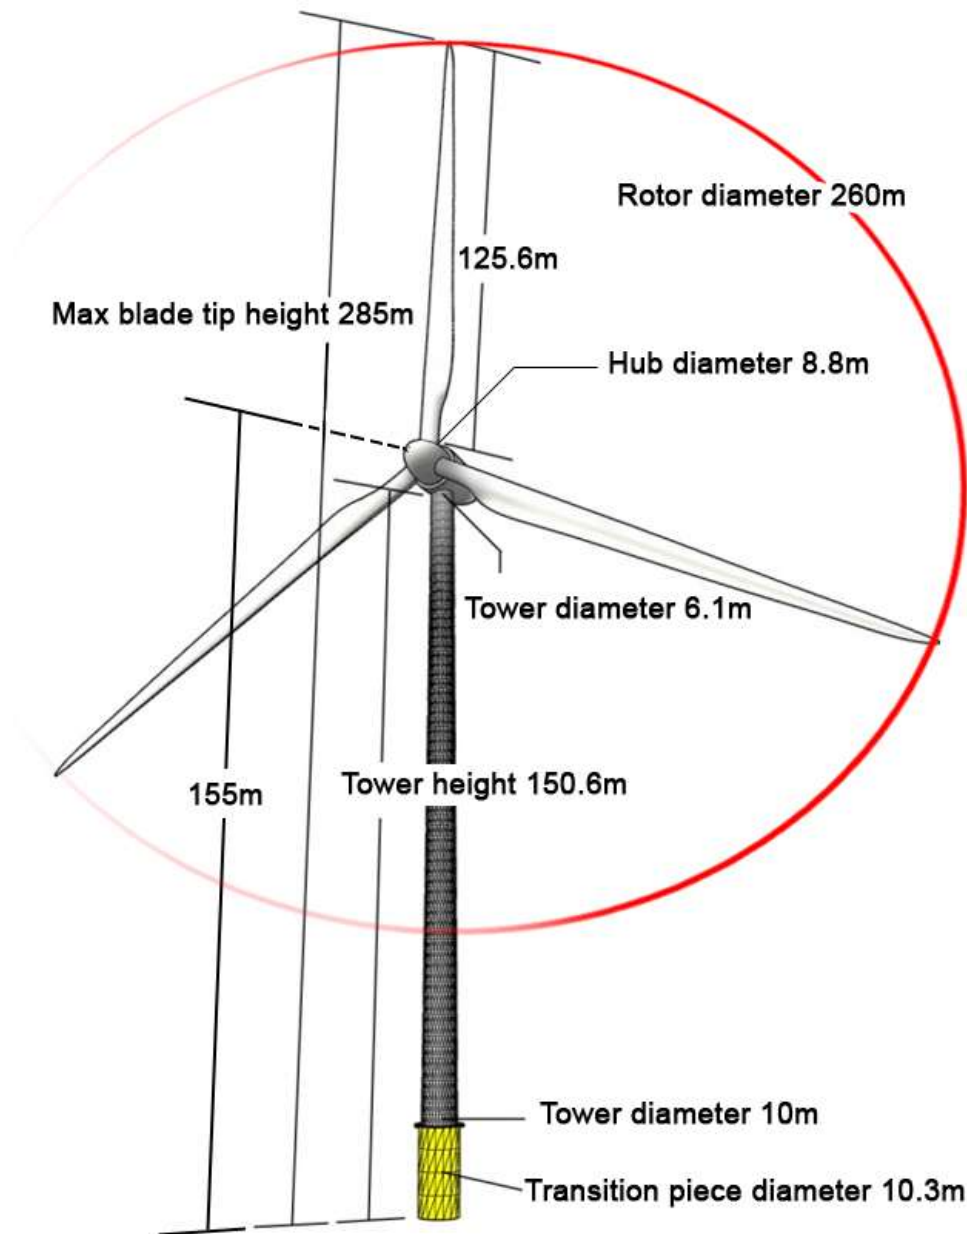 Rotor diameter 260m
125.6m
Max blade tip height 285m
Hub diameter 8.8m
Tower diameter 6.1m
155m
Tower height 150.6m
Tower diameter 10m
Transition piece diameter 10.3m